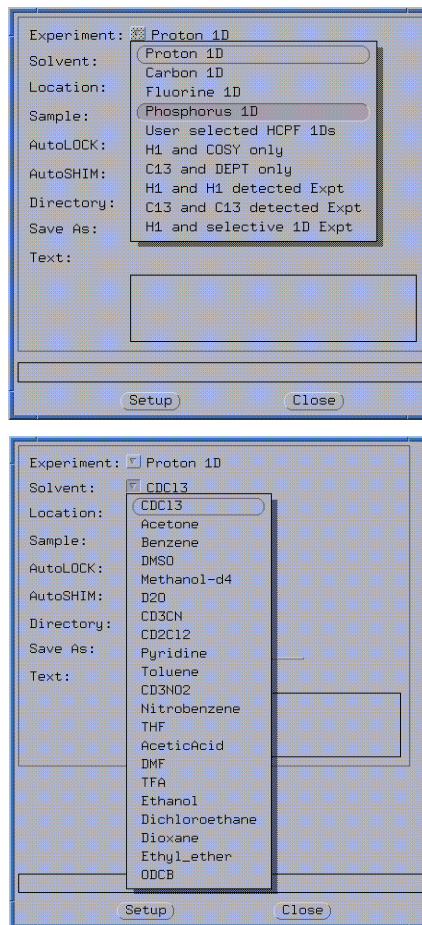 Experiment: Proton 1D
Solvent:
Location:
Sample:
AutoLOCK:
AutoSHIM:
Directory:
Save As:
Text:
Proton 1D
Carbon 1D
Fluorine 1D
Phosphorus 1D
User selected HCPF 1Ds
H1 and COSY only
C13 and DEPT only
H1 and H1 detected Expt
C13 and C13 detected Expt
H1 and selective 1D Expt
Setup Close
Experiment: Proton 1D
Solvent: CDCl3
Location:
Sample:
AutoLOCK:
AutoSHIM:
Directory:
Save As:
Text:
CDCl3
Acetone
Benzene
DMSO
Methanol-d4
D2O
CD3CN
CD2Cl2
Pyridine
Toluene
CD3NO2
Nitrobenzene
THF
AceticAcid
DMF
TFA
Ethanol
Dichloroethane
Dioxane
Ethyl_ether
ODCB
Setup Close